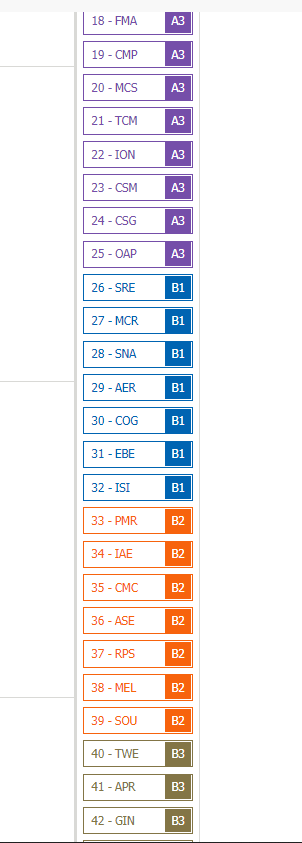 18 - FMA A3
19 - CMP A3
20 - MCS A3
21 - TCM A3
22 - ION A3
23 - CSM A3
24 - CSG A3
25 - OAP A3
26 - SRE B1
27 - MCR B1
28 - SNA B1
29 - AER B1
30 - COG B1
31 - EBE B1
32 - ISI B1
33 - PMR B2
34 - IAE B2
35 - CMC B2
36 - ASE B2
37 - RPS B2
38 - MEL B2
39 - SOU B2
40 - TWE B3
41 - APR B3
42 - GIN B3